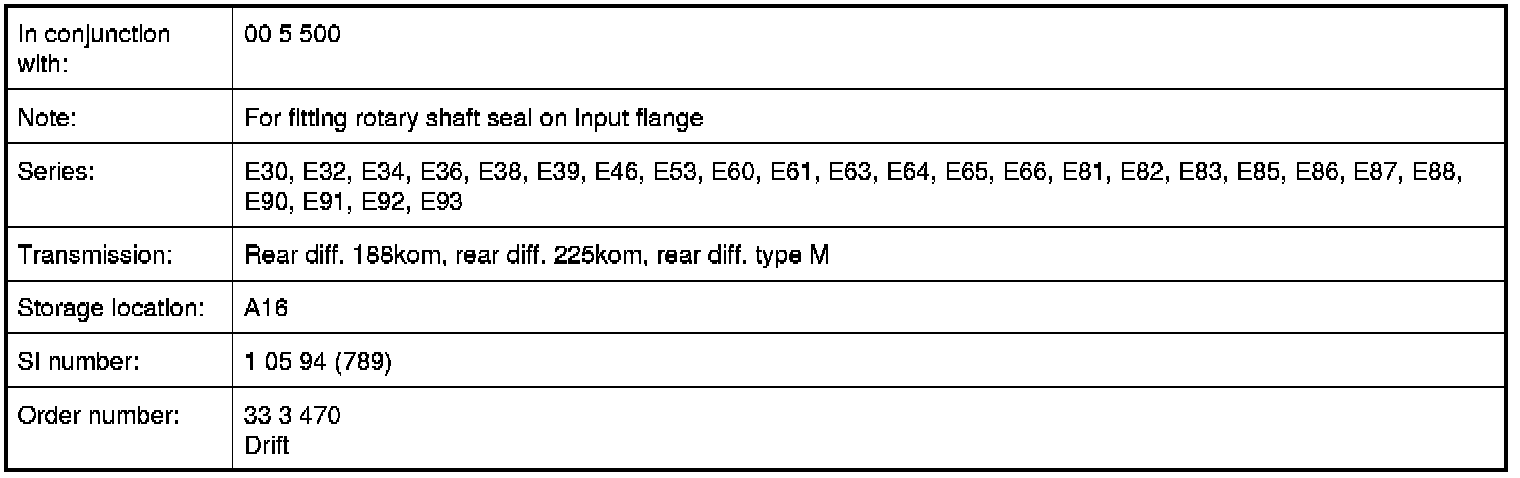 In conjunction
with:
00 5 500
Note:
For fitting rotary shaft seal on input flange
Series:
E30, E32, E34, E36, E38, E39, E46, E53, E60, E61, E63, E64, E65, E66, E81, E82, E83, E85, E86, E87, E88,
E90, E91, E92, E93
Transmission:
Rear diff. 188kom, rear diff. 225kom, rear diff. type M
Storage location:
A16
SI number:
1 05 94 (789)
Order number:
33 3 470
Drift